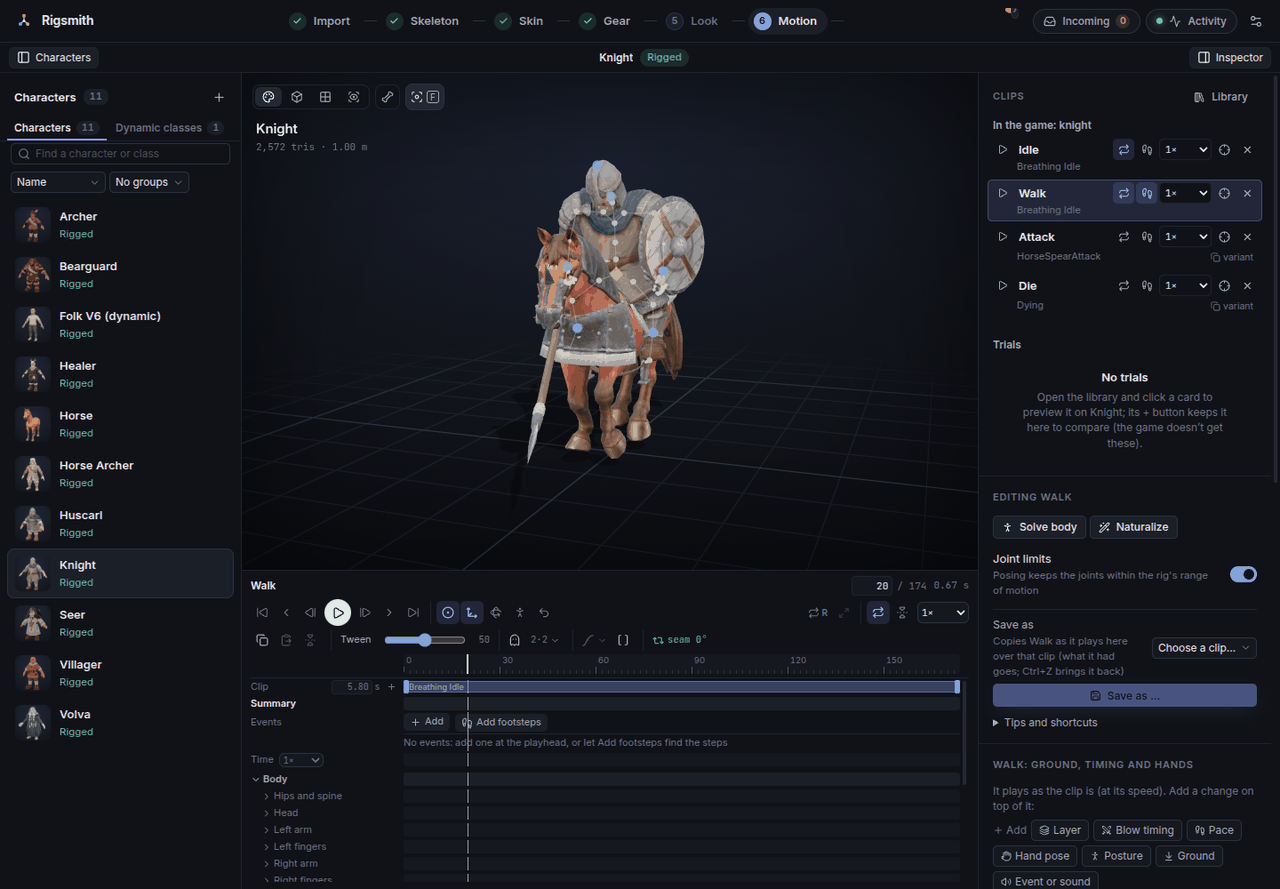 Rigsmith
Import
Skeleton
Skin
Gear
5 Look
6 Motion
Incoming 0
Activity
Characters
Knight Rigged
Inspector
Characters 11
Characters 11 Dynamic classes 1
Find a character or class
Name No groups
Archer
Rigged
Bearguard
Rigged
Folk V6 (dynamic)
Rigged
Healer
Rigged
Horse
Rigged
Horse Archer
Rigged
Huscarl
Rigged
Knight
Rigged
Seer
Rigged
Villager
Rigged
Volva
Rigged
F
Knight
2,572 tris · 1.00 m
Walk
20 / 174 0.67 s
R
1×
Tween 50 2·2 seam 0°
0 30 60 90 120 150
Clip 5.80 s + Breathing Idle
Summary
Events + Add Add footsteps
No events: add one at the playhead, or let Add footsteps find the steps
Time 1×
Body
Hips and spine
Head
Left arm
Left fingers
Right arm
Right fingers
CLIPS Library
In the game: knight
Idle 1×
Breathing Idle
Walk 1×
Breathing Idle
Attack 1×
HorseSpearAttack variant
Die 1×
Dying variant
Trials
No trials
Open the library and click a card to
preview it on Knight; its + button keeps it
here to compare (the game doesn't get
these).
EDITING WALK
Solve body Naturalize
Joint limits
Posing keeps the joints within the rig's range
of motion
Save as
Copies Walk as it plays here
over that clip (what it had
goes; Ctrl+Z brings it back)
Choose a clip...
Save as ...
Tips and shortcuts
WALK: GROUND, TIMING AND HANDS
It plays as the clip is (at its speed). Add a change on
top of it:
+ Add Layer Blow timing Pace
Hand pose Posture Ground
Event or sound